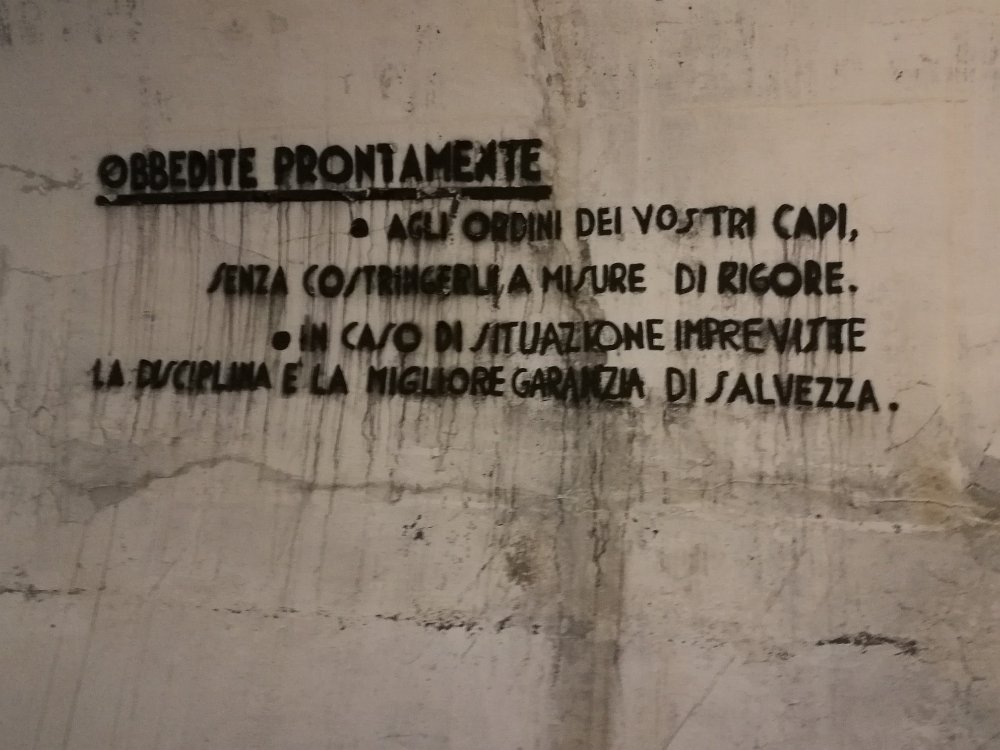 OBBEDITE PRONTAMENTE
• AGLI ORDINI DEI VOSTRI CAPI,
SENZA COSTRINGERLI A MISURE DI RIGORE.
• IN CASO DI SITUAZIONE IMPREVISTE
LA DISCIPLINA E' LA MIGLIORE GARANZIA DI SALVEZZA.